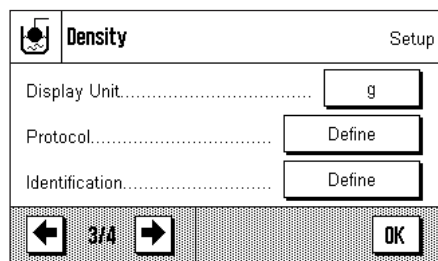 Density Setup
Display Unit..................................... g
Protocol................................... Define
Identification............................. Define
3/4 OK